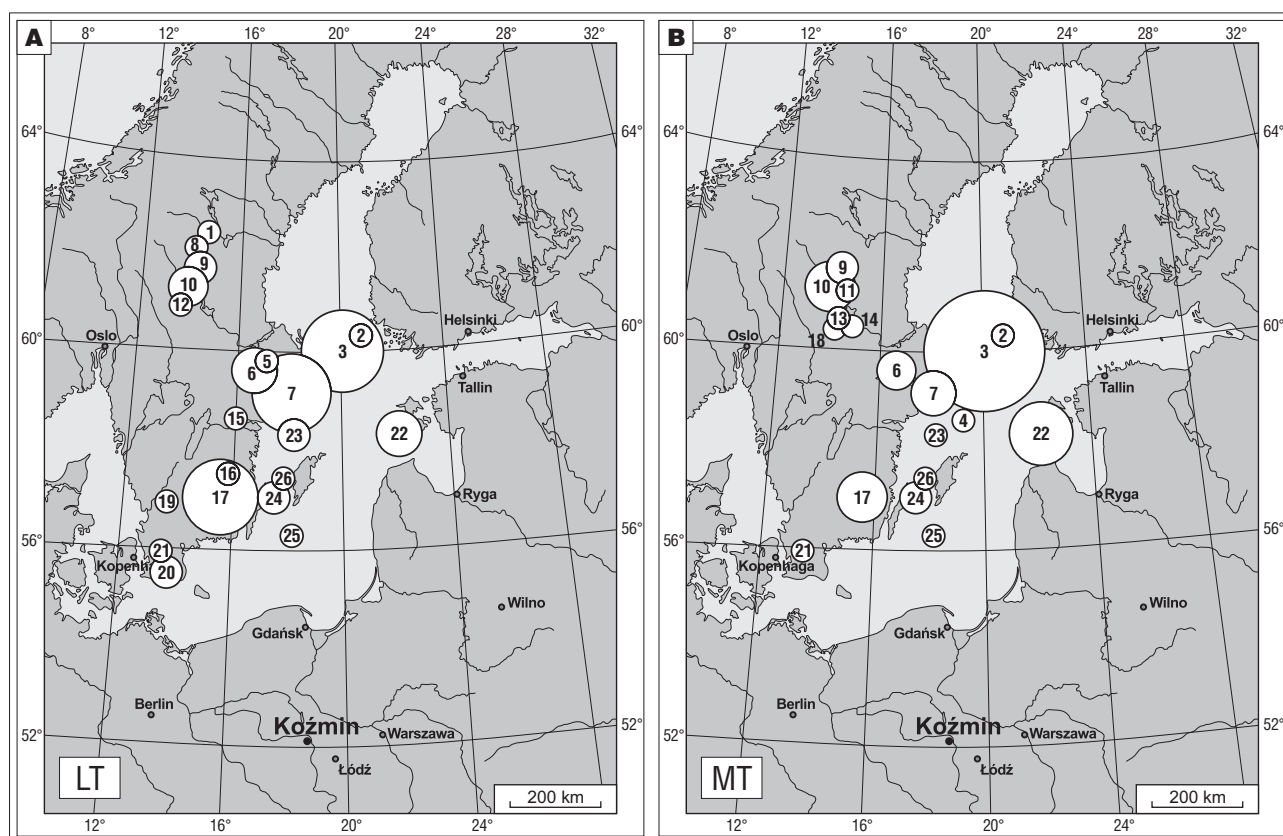 A
8° 12° 16° 20° 24° 28° 32°
64° 64°
1
8
9
10
12
2
3
Helsinki
60° 60°
Oslo
5
6
7
Tallin
15
23
22
16
17
26
24
19
Ryga
25
56° 56°
21
Kopenha
20
Wilno
Gdańsk
Berlin
Koźmin
Warszawa
52° 52°
Łódź
LT
200 km
12° 16° 20° 24°
B
8° 12° 16° 20° 24° 28° 32°
64° 64°
9
10
11
13
14
18
2
3
Helsinki
60° 60°
Oslo
6
7
Tallin
4
23
22
26
17
24
Ryga
25
56° 56°
21
Kopenhaga
Wilno
Gdańsk
Berlin
Koźmin
Warszawa
52° 52°
Łódź
MT
200 km
12° 16° 20° 24°